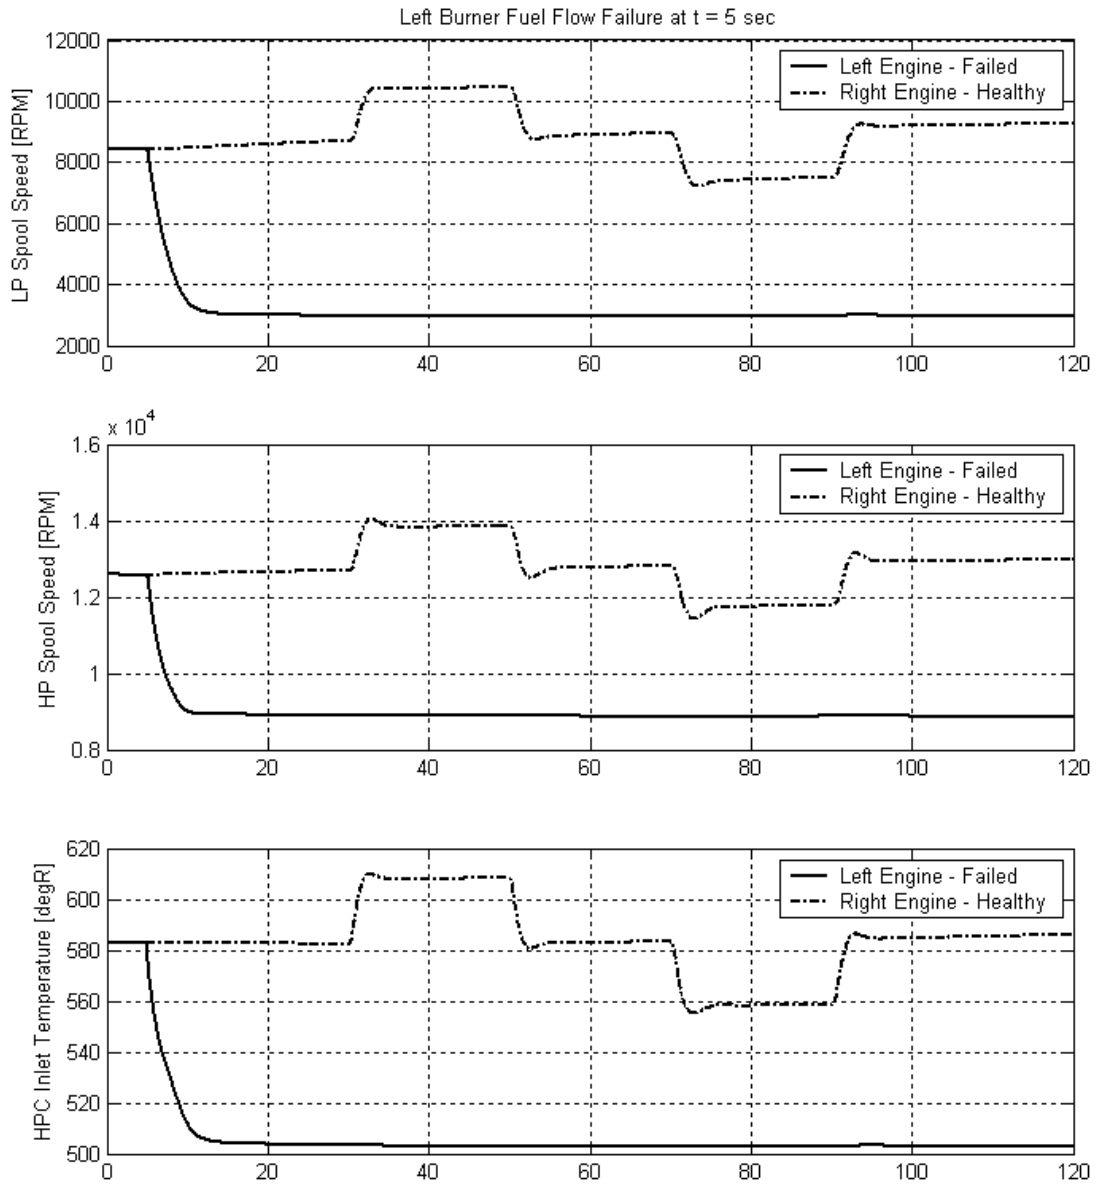 Left Burner Fuel Flow Failure at t = 5 sec
12000
10000
8000
6000
4000
2000
LP Spool Speed [RPM]
Left Engine - Failed
Right Engine - Healthy
0 20 40 60 80 100 120
x 10^4
1.6
1.4
1.2
1
0.8
HP Spool Speed [RPM]
Left Engine - Failed
Right Engine - Healthy
0 20 40 60 80 100 120
620
600
580
560
540
520
500
HPC Inlet Temperature [degR]
Left Engine - Failed
Right Engine - Healthy
0 20 40 60 80 100 120